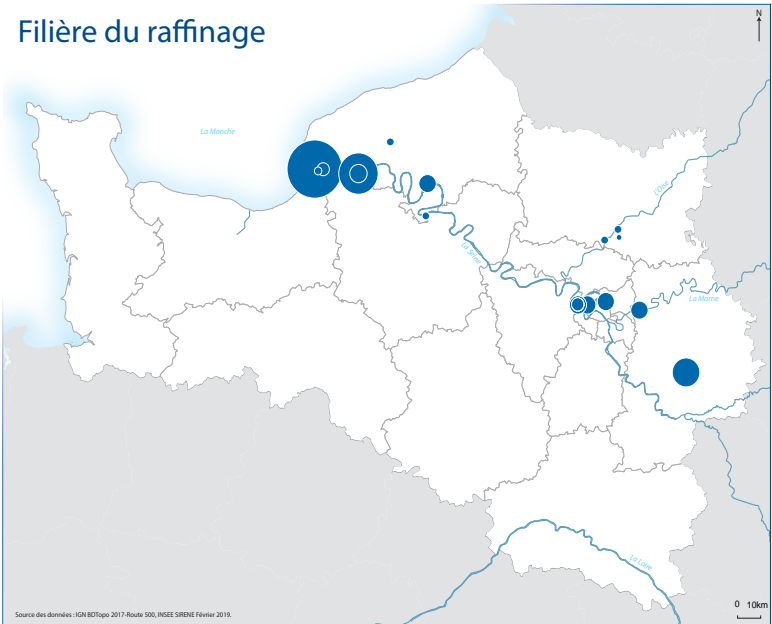 Filière du raffinage
N
La Manche
L'Oise
La Seine
La Marne
La Loire
0 10km
Source des données : IGN BDTopo 2017-Route 500, INSEE SIRENE Février 2019.